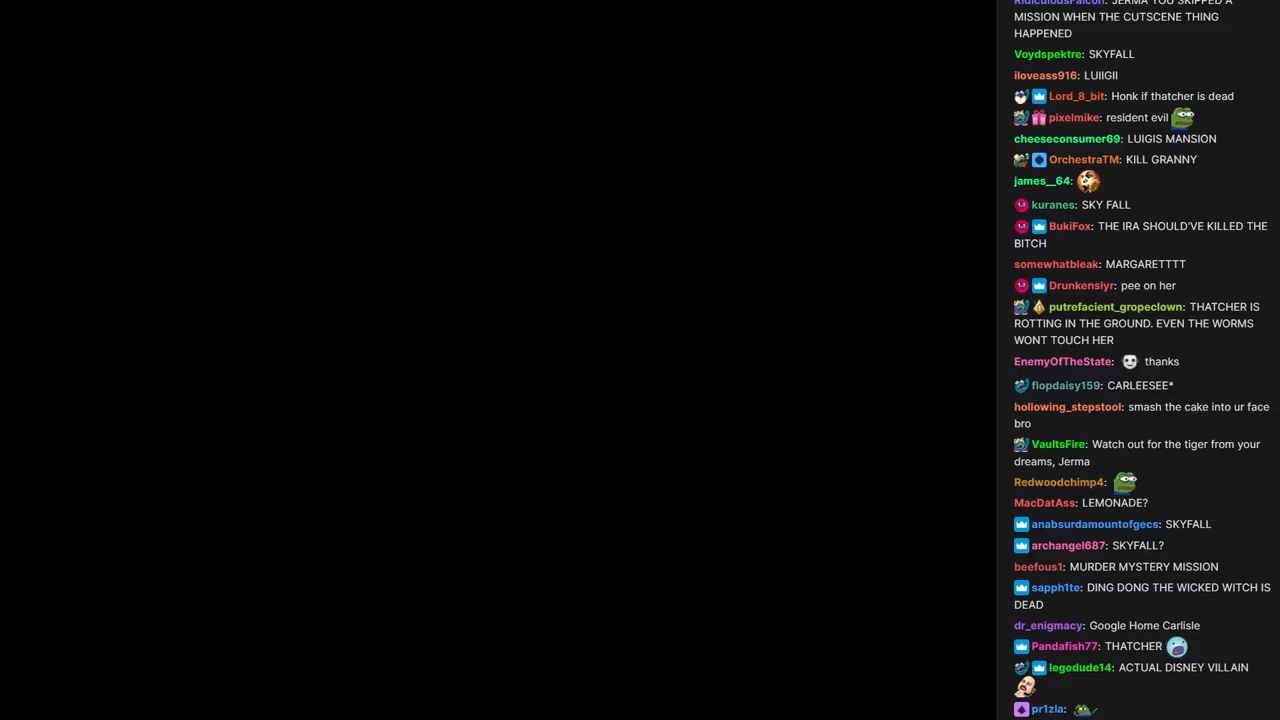 RidiculousFalcon: JERMA YOU SKIPPED A
MISSION WHEN THE CUTSCENE THING
HAPPENED
Voydspektre: SKYFALL
iloveass916: LUIIGII
Lord_8_bit: Honk if thatcher is dead
pixelmike: resident evil
cheeseconsumer69: LUIGIS MANSION
OrchestraTM: KILL GRANNY
james__64:
kuranes: SKY FALL
BukiFox: THE IRA SHOULD'VE KILLED THE
BITCH
somewhatbleak: MARGARETTTT
Drunkenslyr: pee on her
putrefacient_gropeclown: THATCHER IS
ROTTING IN THE GROUND. EVEN THE WORMS
WONT TOUCH HER
EnemyOfTheState: thanks
flopdaisy159: CARLEESEE*
hollowing_stepstool: smash the cake into ur face
bro
VaultsFire: Watch out for the tiger from your
dreams, Jerma
Redwoodchimp4:
MacDatAss: LEMONADE?
anabsurdamountofgecs: SKYFALL
archangel687: SKYFALL?
beefous1: MURDER MYSTERY MISSION
sapph1te: DING DONG THE WICKED WITCH IS
DEAD
dr_enigmacy: Google Home Carlisle
Pandafish77: THATCHER
legodude14: ACTUAL DISNEY VILLAIN
pr1zla: